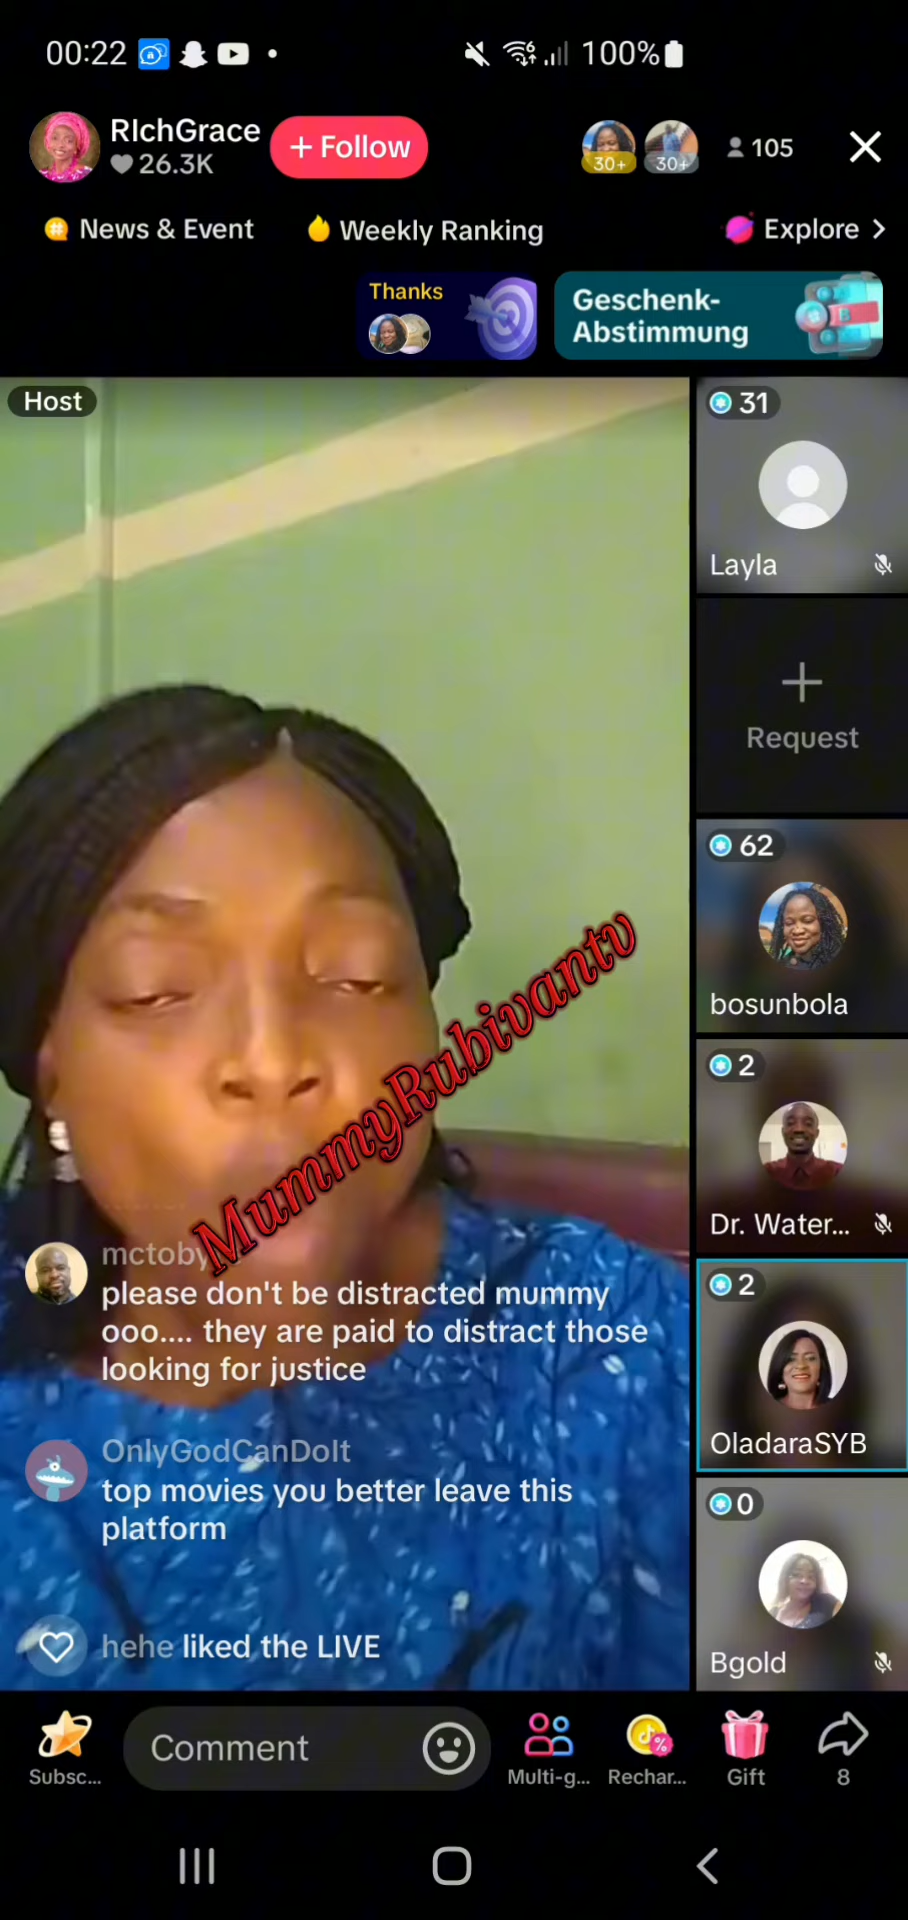 00:22
100%
RIchGrace
26.3K
+ Follow
30+
30+
105
News & Event
Weekly Ranking
Explore >
Thanks
Geschenk-
Abstimmung
Host
31
Layla
+
Request
62
bosunbola
2
Dr. Water...
2
OladaraSYB
0
Bgold
MummyRubivantv
mctoby
please don't be distracted mummy
ooo.... they are paid to distract those
looking for justice
OnlyGodCanDoIt
top movies you better leave this
platform
hehe liked the LIVE
Subsc...
Comment
Multi-g...
Rechar...
Gift
8